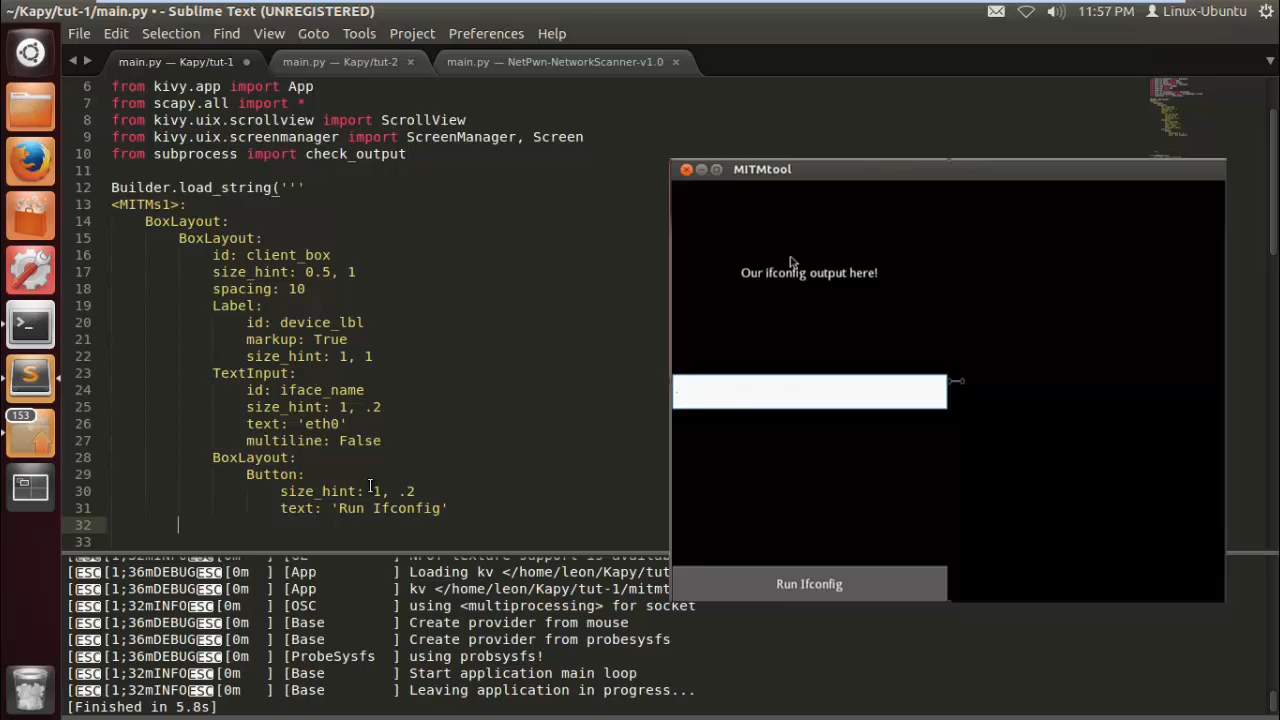 ~/Kapy/tut-1/main.py • - Sublime Text (UNREGISTERED)
11:57 PM Linux-Ubuntu
File Edit Selection Find View Goto Tools Project Preferences Help
main.py — Kapy/tut-1
main.py — Kapy/tut-2
main.py — NetPwn-NetworkScanner-v1.0
6 from kivy.app import App
7 from scapy.all import *
8 from kivy.uix.scrollview import ScrollView
9 from kivy.uix.screenmanager import ScreenManager, Screen
10 from subprocess import check_output
11
12 Builder.load_string('''
13 <MITMs1>:
14 BoxLayout:
15 BoxLayout:
16 id: client_box
17 size_hint: 0.5, 1
18 spacing: 10
19 Label:
20 id: device_lbl
21 markup: True
22 size_hint: 1, 1
23 TextInput:
24 id: iface_name
25 size_hint: 1, .2
26 text: 'eth0'
27 multiline: False
28 BoxLayout:
29 Button:
30 size_hint: 1, .2
31 text: 'Run Ifconfig'
32
33
MITMtool
Our ifconfig output here!
Run Ifconfig
153
[ESC[1;36mDEBUGESC[0m ] [App ] Loading kv </home/leon/Kapy/tut
[ESC[1;36mDEBUGESC[0m ] [App ] kv </home/leon/Kapy/tut-1/mitmt
[ESC[1;32mINFOESC[0m ] [OSC ] using <multiprocessing> for socket
[ESC[1;32mINFOESC[0m ] [Base ] Create provider from mouse
[ESC[1;36mDEBUGESC[0m ] [Base ] Create provider from probesysfs
[ESC[1;36mDEBUGESC[0m ] [ProbeSysfs ] using probsysfs!
[ESC[1;32mINFOESC[0m ] [Base ] Start application main loop
[ESC[1;32mINFOESC[0m ] [Base ] Leaving application in progress...
[Finished in 5.8s]